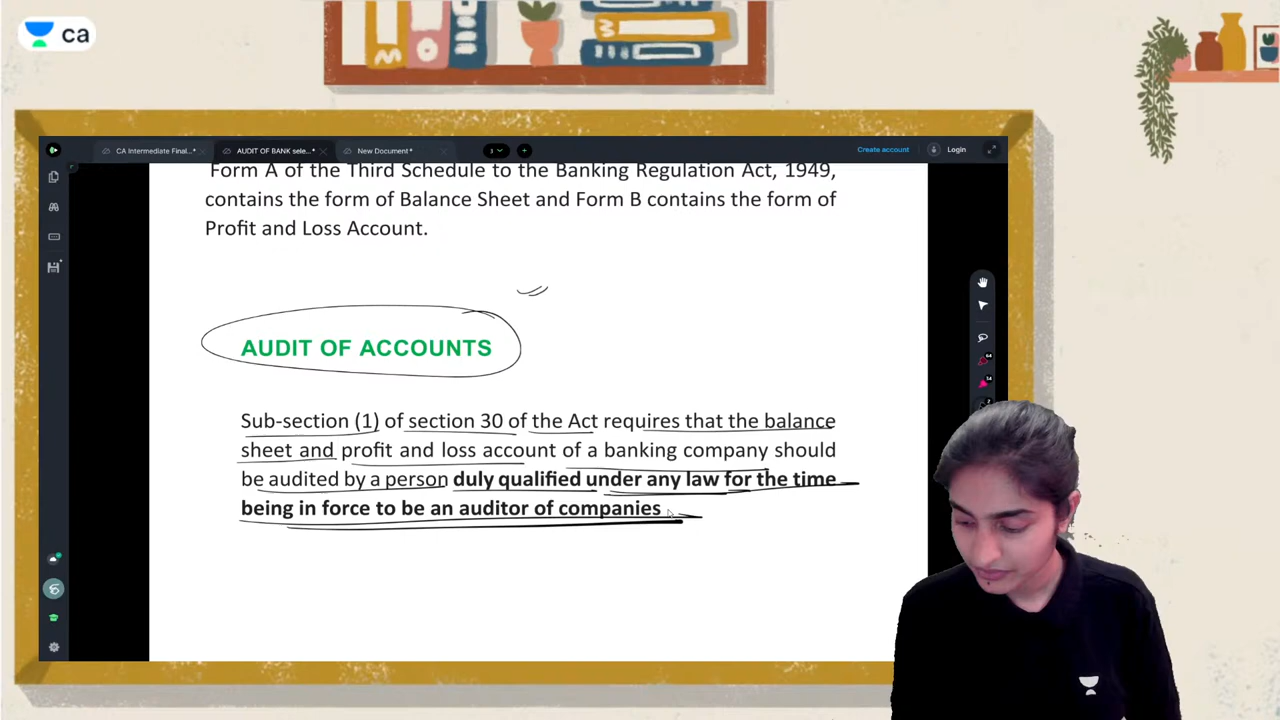 ca
CA Intermediate Final...*
AUDIT OF BANK sele...*
New Document*
Create account
Login
Form A of the Third Schedule to the Banking Regulation Act, 1949,
contains the form of Balance Sheet and Form B contains the form of
Profit and Loss Account.
AUDIT OF ACCOUNTS
Sub-section (1) of section 30 of the Act requires that the balance
sheet and profit and loss account of a banking company should
be audited by a person duly qualified under any law for the time
being in force to be an auditor of companies
64
14